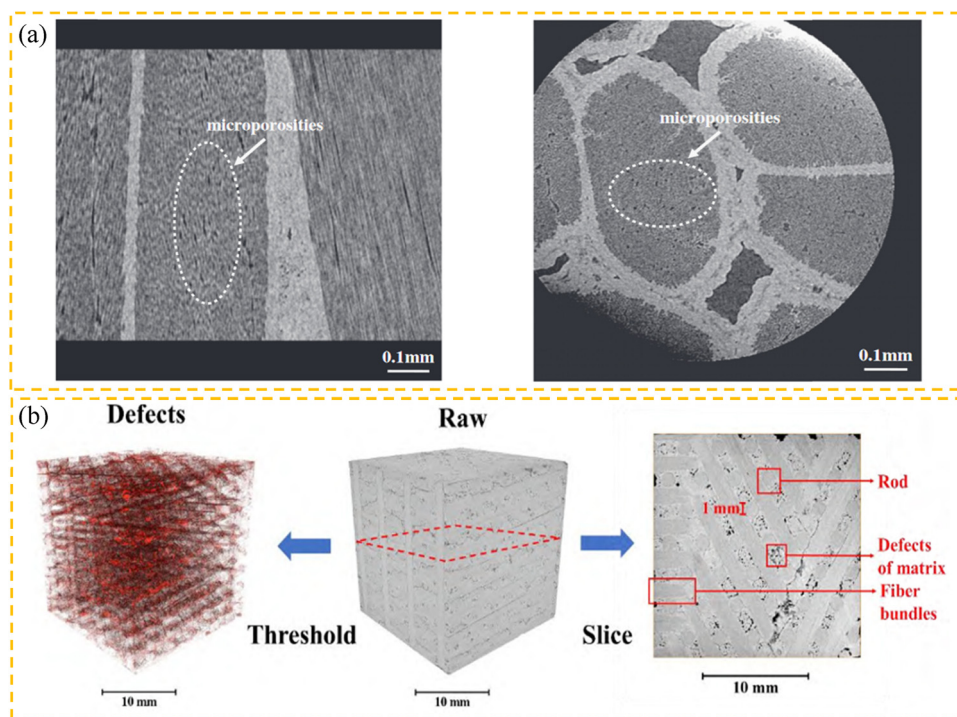 (a)
microporosities
microporosities
0.1mm
0.1mm
(b)
Defects
Raw
Rod
1 mm
Defects
of matrix
Fiber
bundles
Threshold
Slice
10 mm
10 mm
10 mm